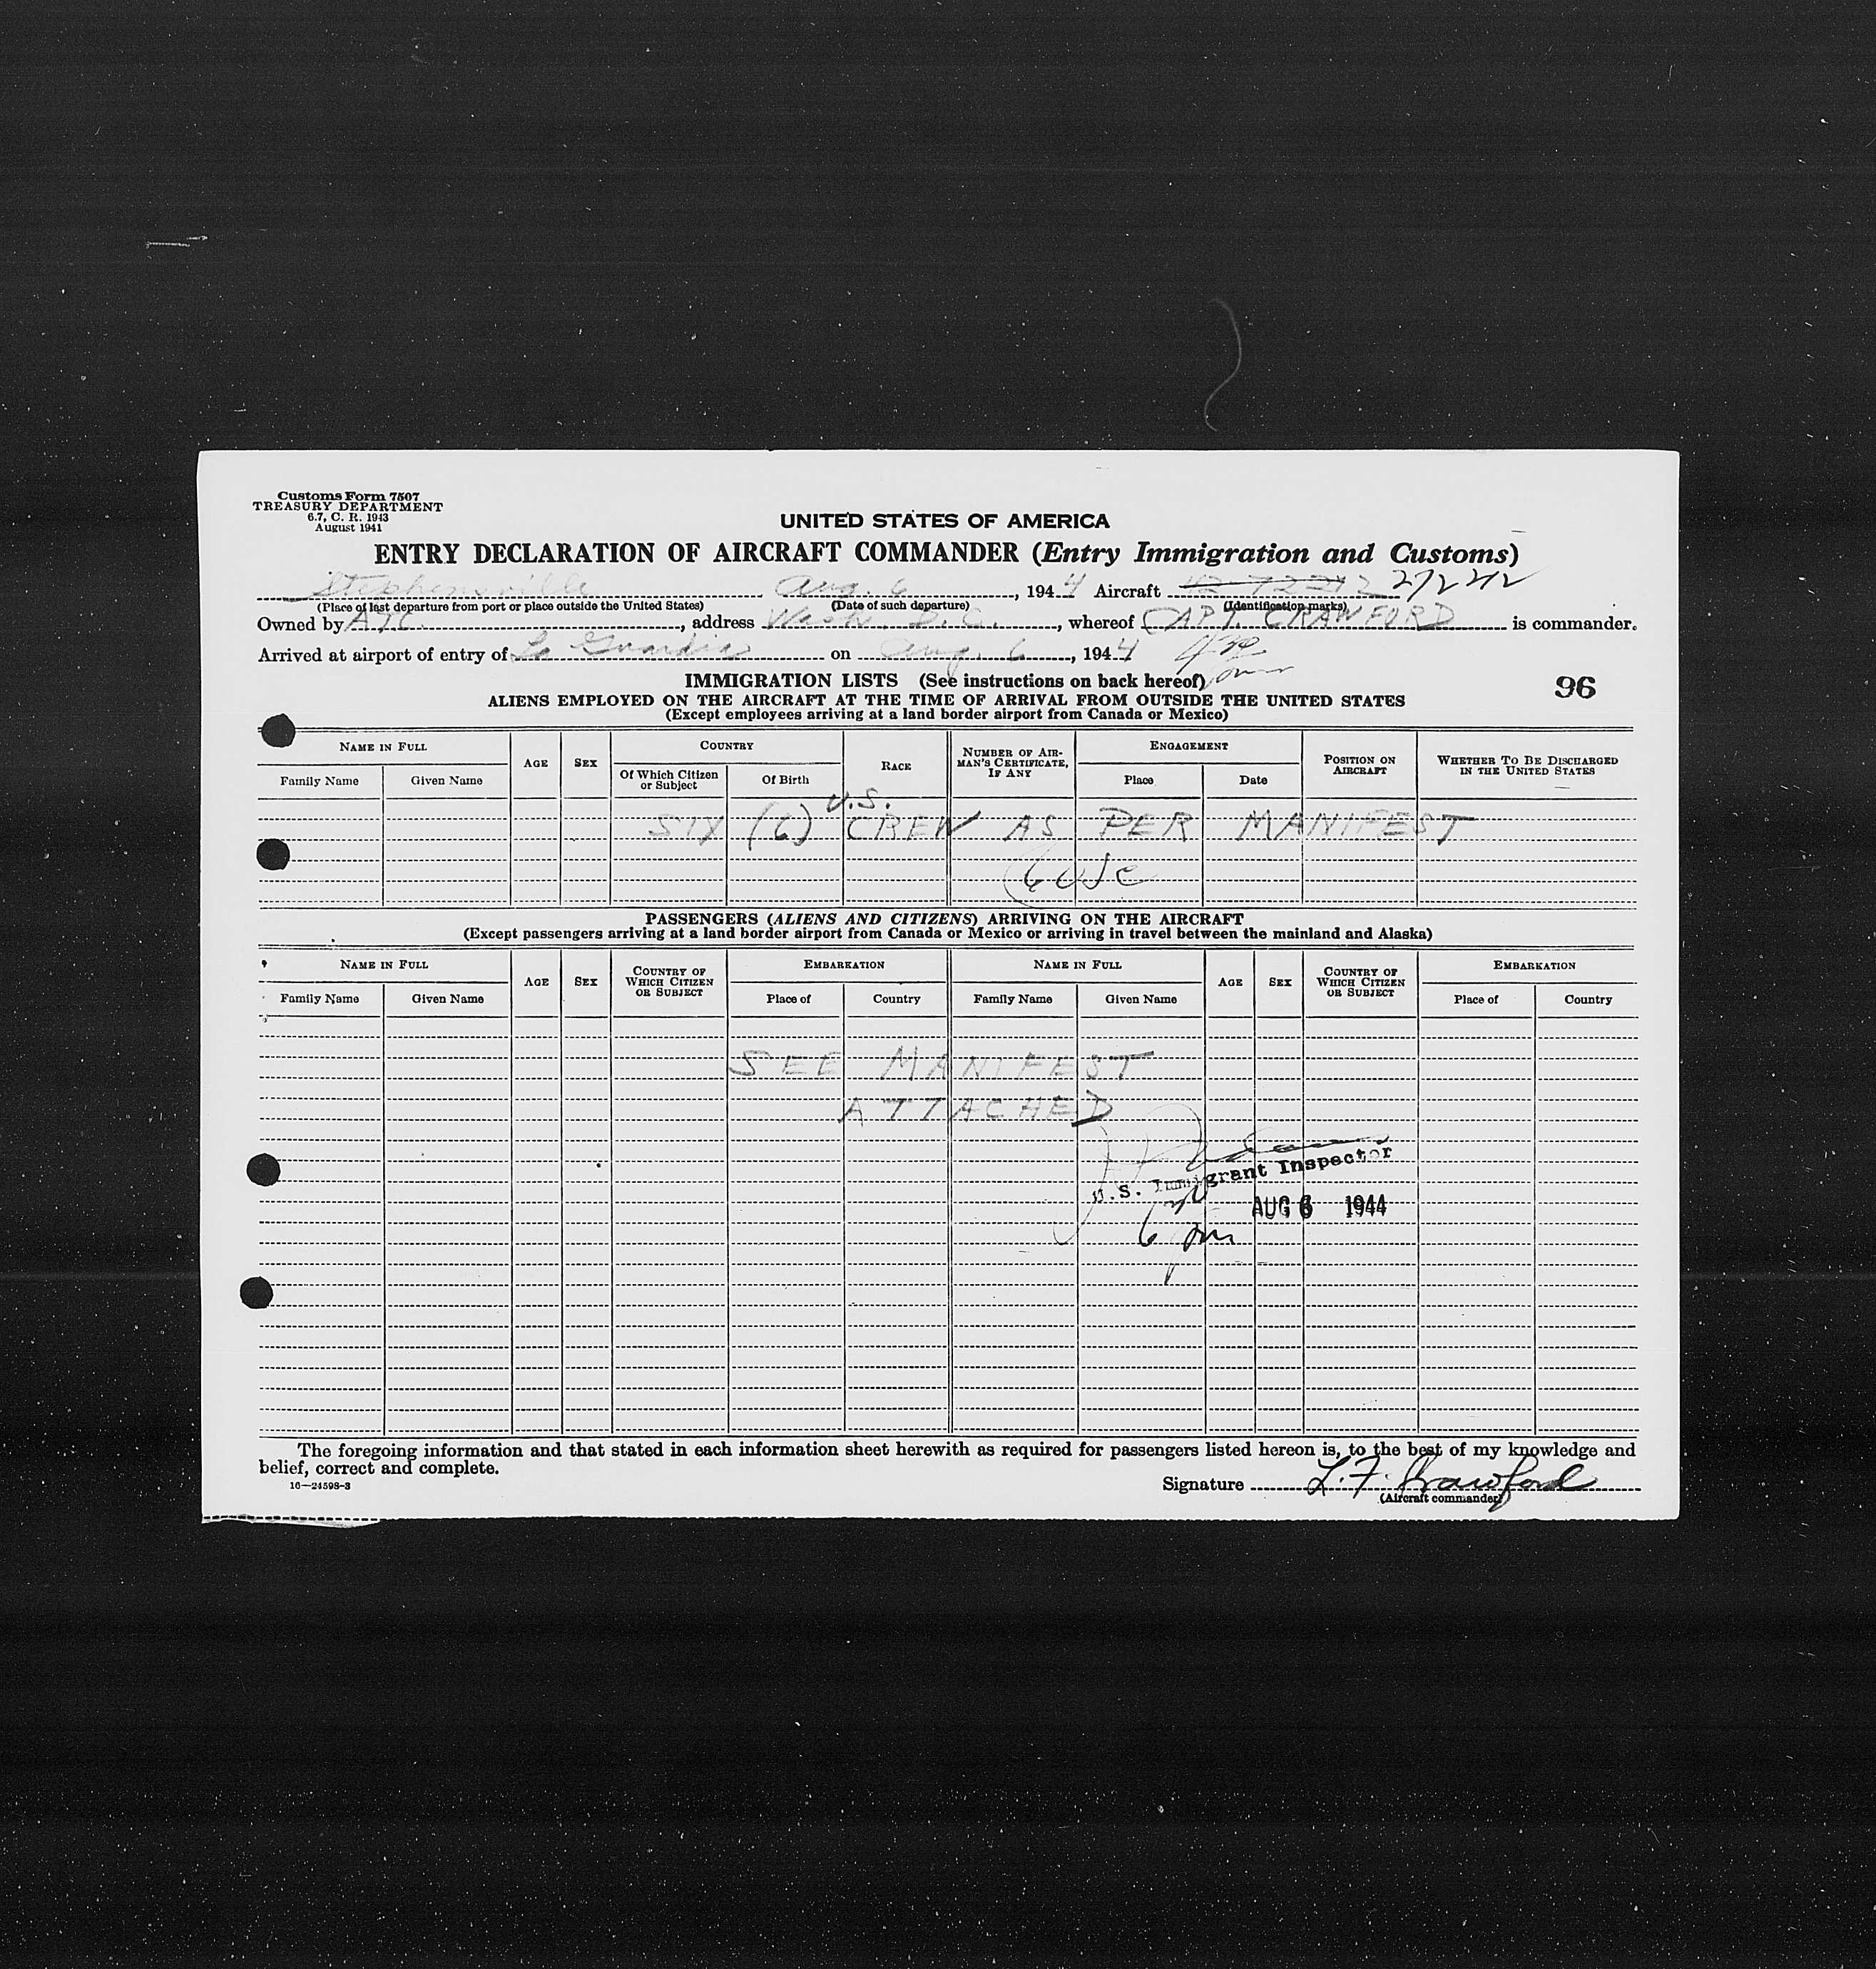 Customs Form 7507
TREASURY DEPARTMENT
6.7, C. R. 1943
August 1941
UNITED STATES OF AMERICA
ENTRY DECLARATION OF AIRCRAFT COMMANDER (Entry Immigration and Customs)
Stephensville Aug. 6, 1944 Aircraft 272212
(Place of last departure from port or place outside the United States) (Date of such departure) (Identification marks)
Owned by ATC, address Wash. D.C., whereof CAPT. CRAWFORD is commander.
Arrived at airport of entry of La Guardia on Aug. 6, 1944
IMMIGRATION LISTS (See instructions on back hereof)
96
ALIENS EMPLOYED ON THE AIRCRAFT AT THE TIME OF ARRIVAL FROM OUTSIDE THE UNITED STATES
(Except employees arriving at a land border airport from Canada or Mexico)
NAME IN FULL AGE SEX COUNTRY RACE NUMBER OF AIRMAN'S CERTIFICATE, IF ANY ENGAGEMENT POSITION ON AIRCRAFT WHETHER TO BE DISCHARGED IN THE UNITED STATES
Family Name Given Name Of Which Citizen or Subject Of Birth Place Date
U.S.
SIX (6) CREW AS PER MANIFEST
6 USC
PASSENGERS (ALIENS AND CITIZENS) ARRIVING ON THE AIRCRAFT
(Except passengers arriving at a land border airport from Canada or Mexico or arriving in travel between the mainland and Alaska)
NAME IN FULL AGE SEX COUNTRY OF WHICH CITIZEN OR SUBJECT EMBARKATION NAME IN FULL AGE SEX COUNTRY OF WHICH CITIZEN OR SUBJECT EMBARKATION
Family Name Given Name Place of Country Family Name Given Name Place of Country
SEE MANIFEST
ATTACHED
U.S. Immigrant Inspector
AUG 6 1944
6 pm
The foregoing information and that stated in each information sheet herewith as required for passengers listed hereon is, to the best of my knowledge and
belief, correct and complete.
16—24598-3
Signature L. F. Crawford
(Aircraft commander)